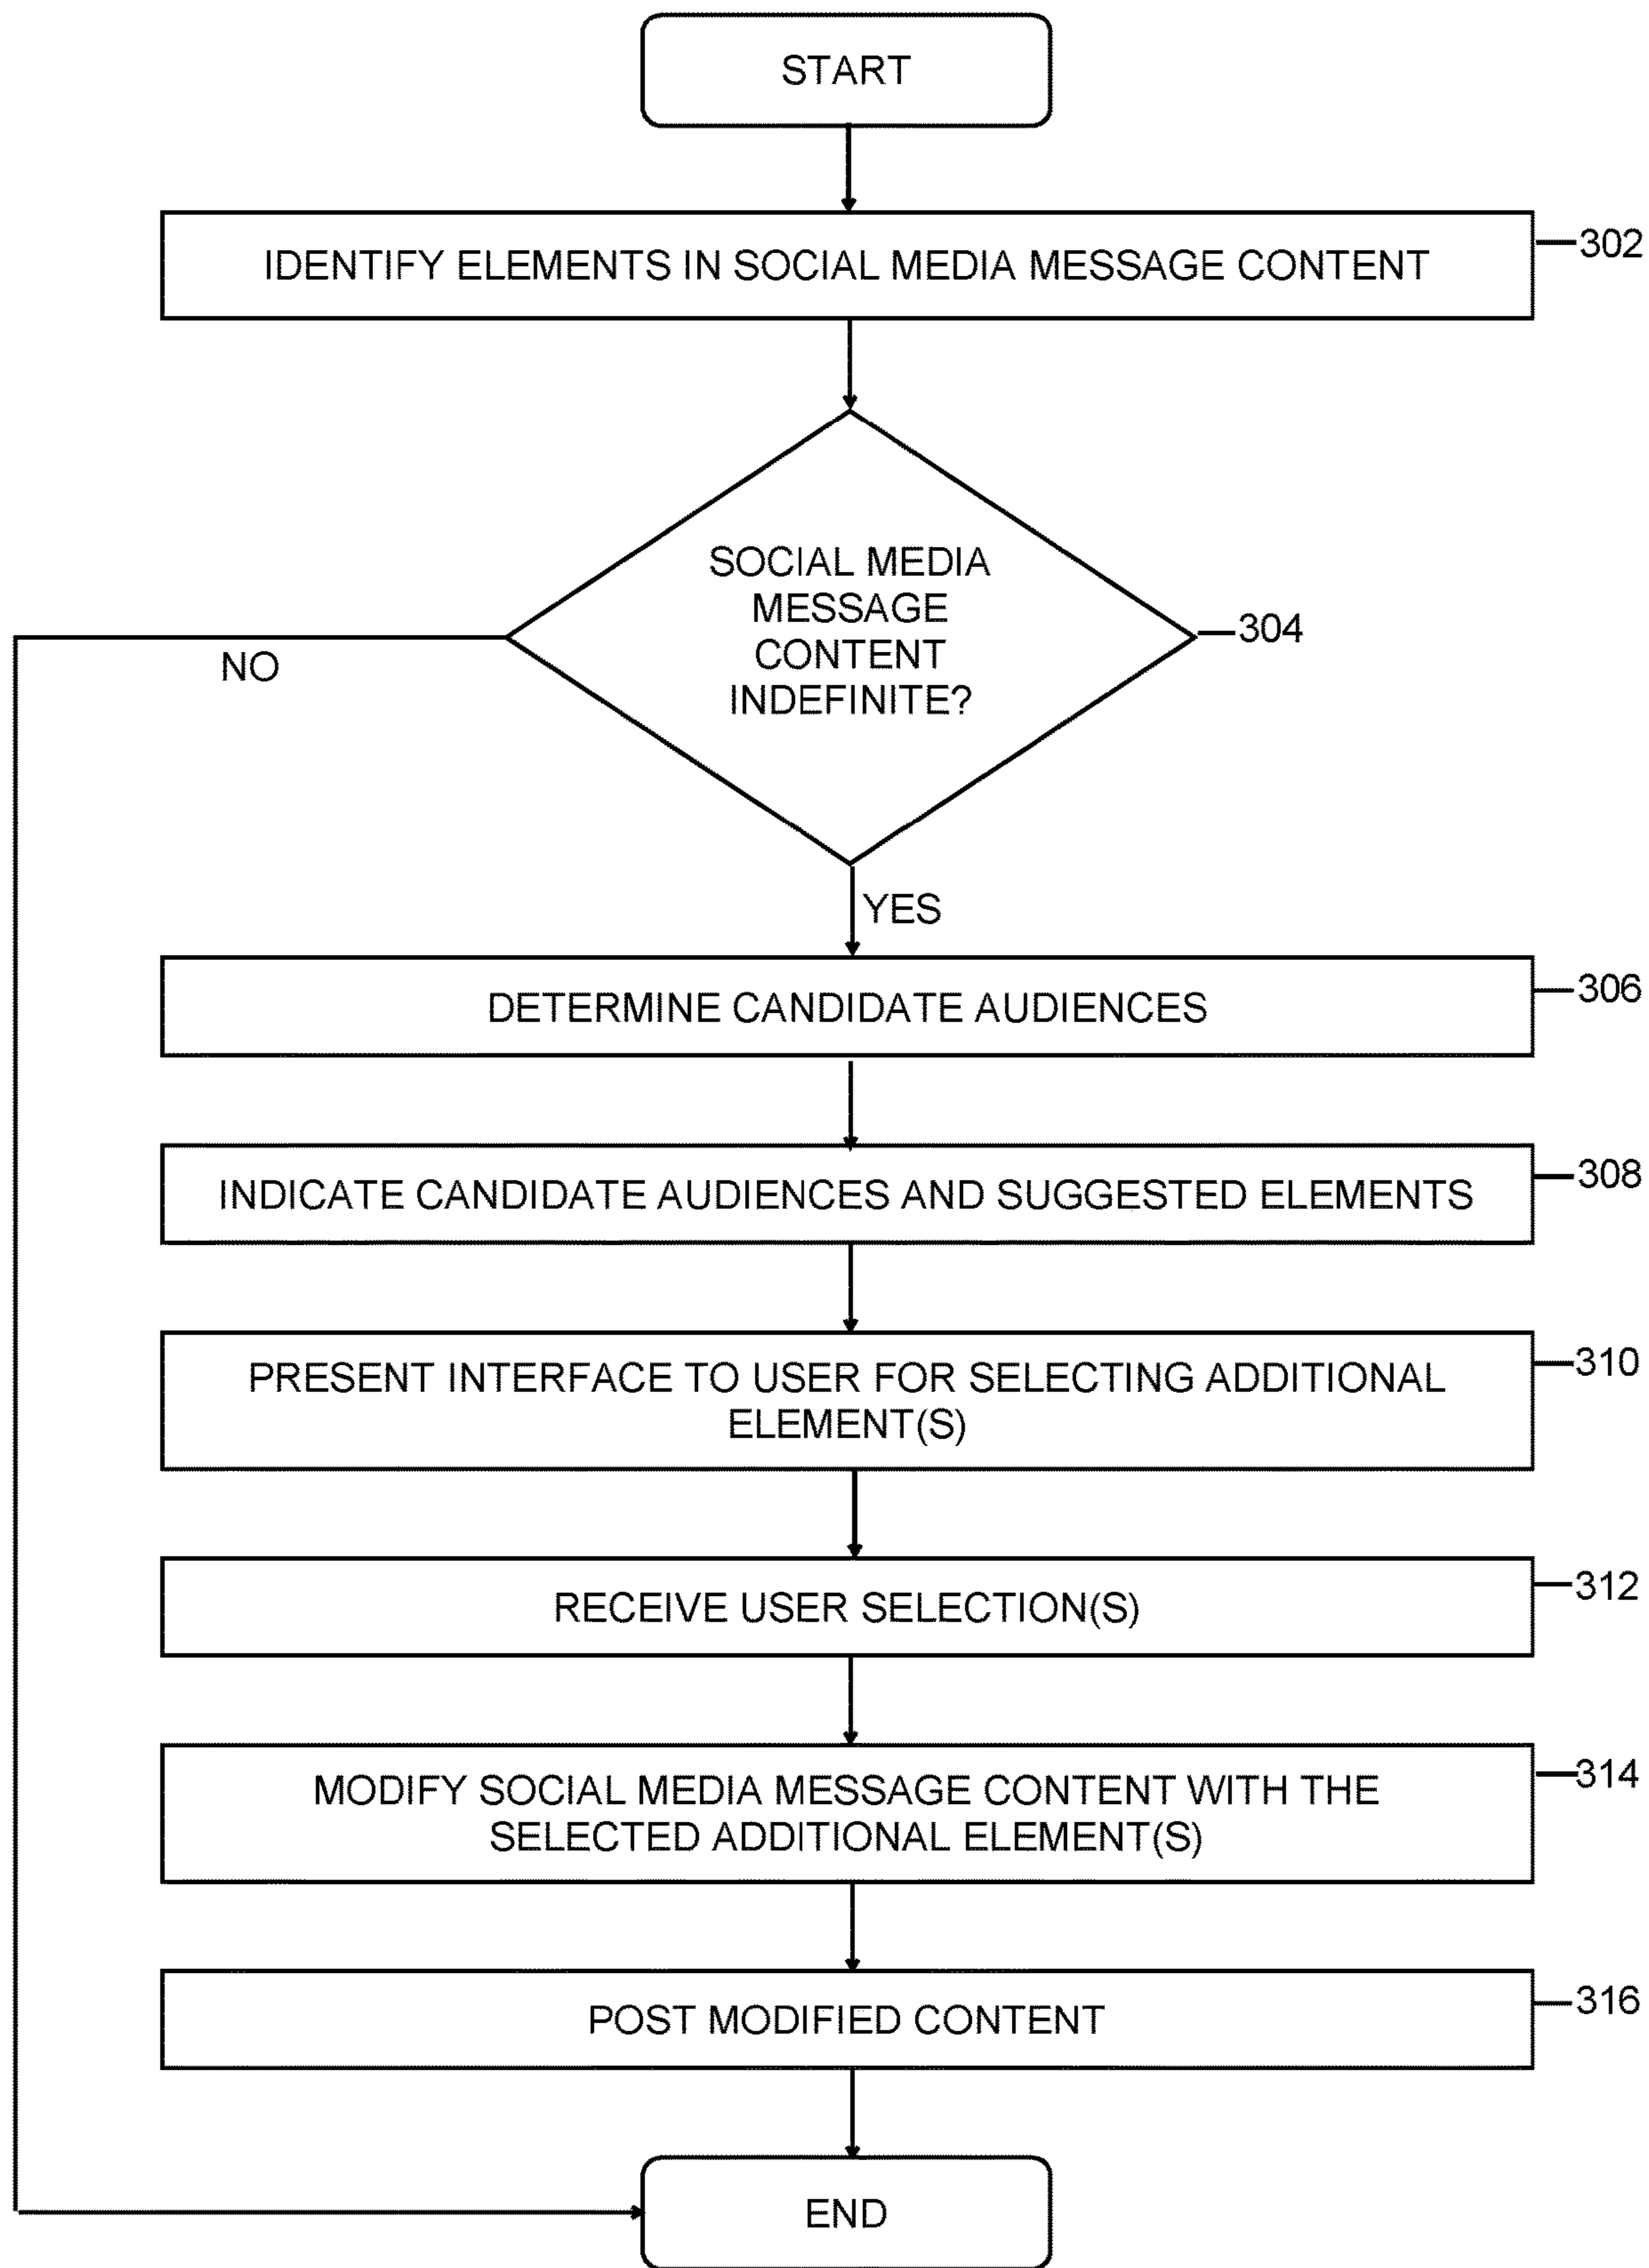 START
IDENTIFY ELEMENTS IN SOCIAL MEDIA MESSAGE CONTENT
302
SOCIAL MEDIA
MESSAGE
CONTENT
INDEFINITE?
304
NO
YES
DETERMINE CANDIDATE AUDIENCES
306
INDICATE CANDIDATE AUDIENCES AND SUGGESTED ELEMENTS
308
PRESENT INTERFACE TO USER FOR SELECTING ADDITIONAL
ELEMENT(S)
310
RECEIVE USER SELECTION(S)
312
MODIFY SOCIAL MEDIA MESSAGE CONTENT WITH THE
SELECTED ADDITIONAL ELEMENT(S)
314
POST MODIFIED CONTENT
316
END